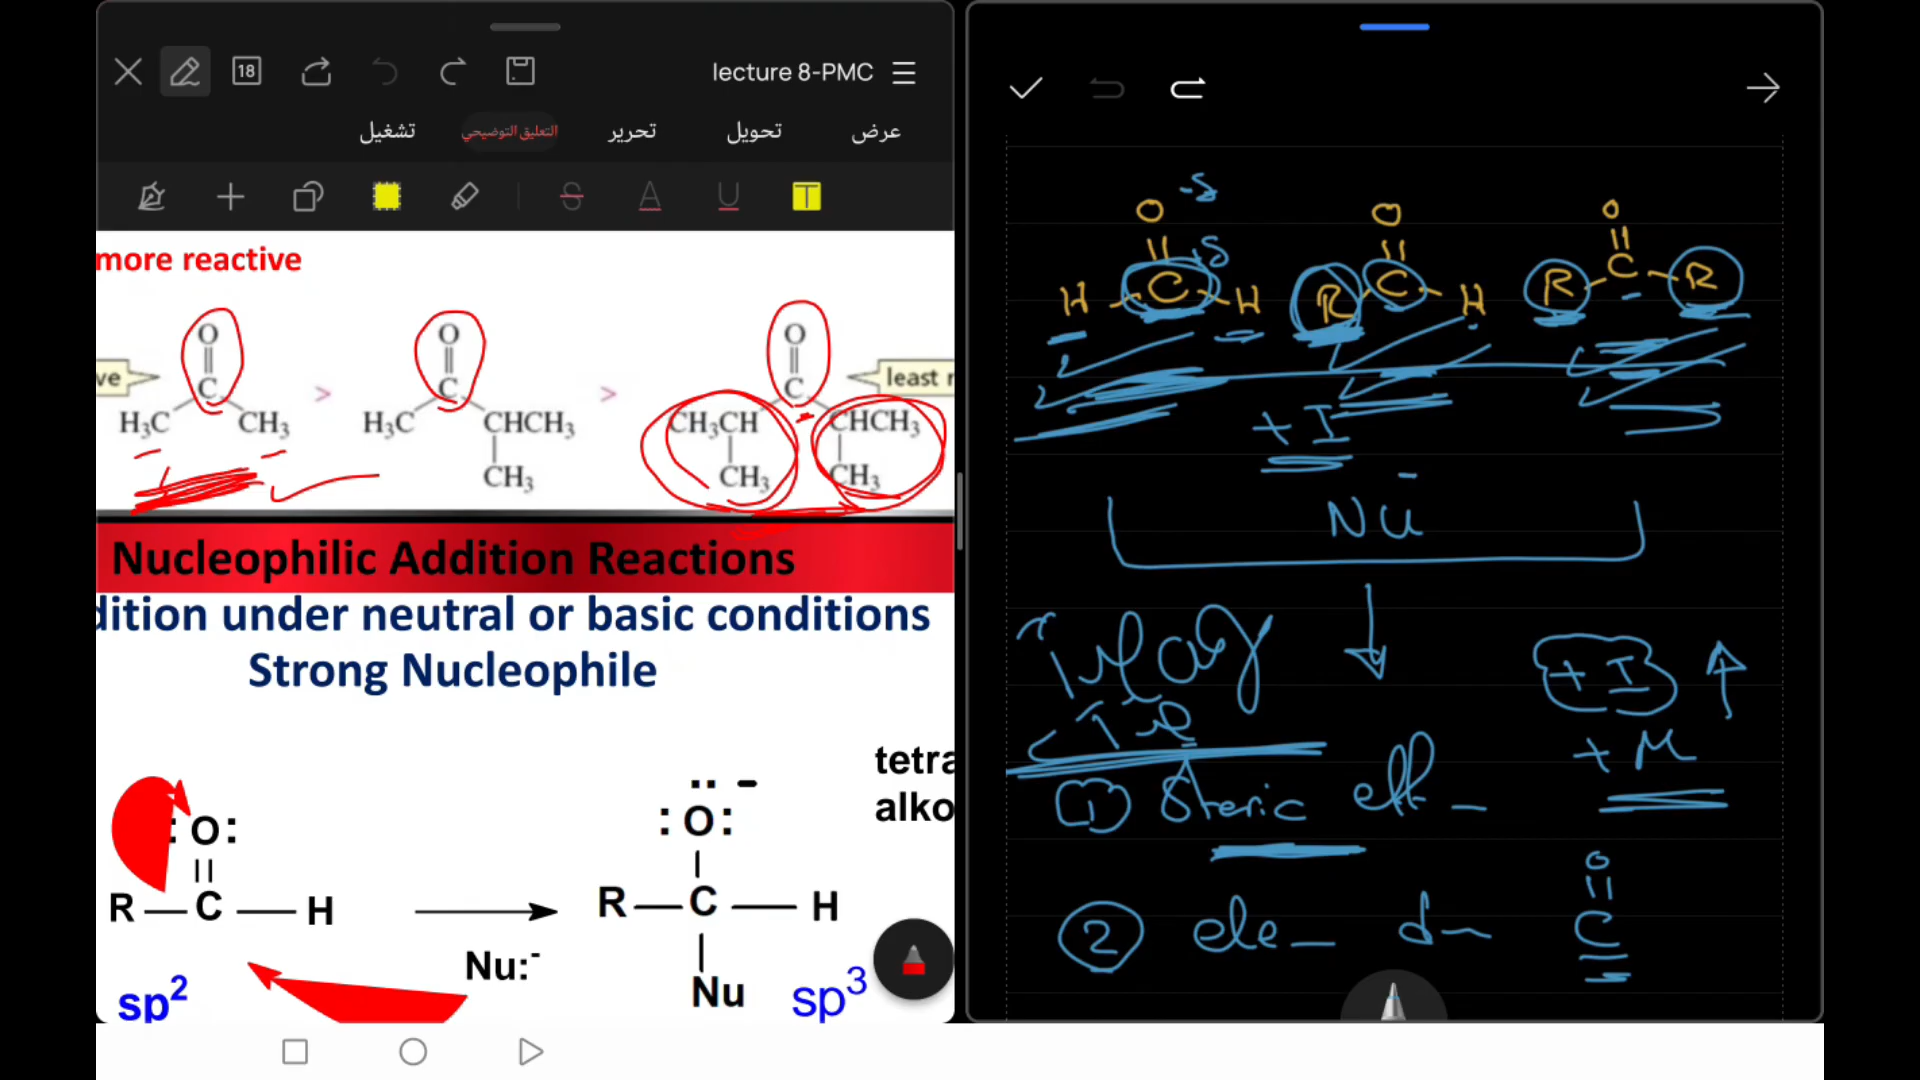 18
lecture 8-PMC
عرض
تحويل
تحرير
التعليق التوضيحي
تشغيل
more reactive
ve
O
C
H₃C
CH₃
>
O
C
H₃C
CHCH₃
CH₃
>
O
C
CH₃CH
CH₃
CHCH₃
CH₃
least r
Nucleophilic Addition Reactions
dition under neutral or basic conditions
Strong Nucleophile
tetra
alko
:O:
R—C—H
sp²
Nu:⁻
:O:
R—C—H
Nu
sp³
O -δ
+δ
H C H
O
R C H
O
R C R
+ I
Nu⁻
+ I ↑
+ M
① Steric eff
② ele
O
C